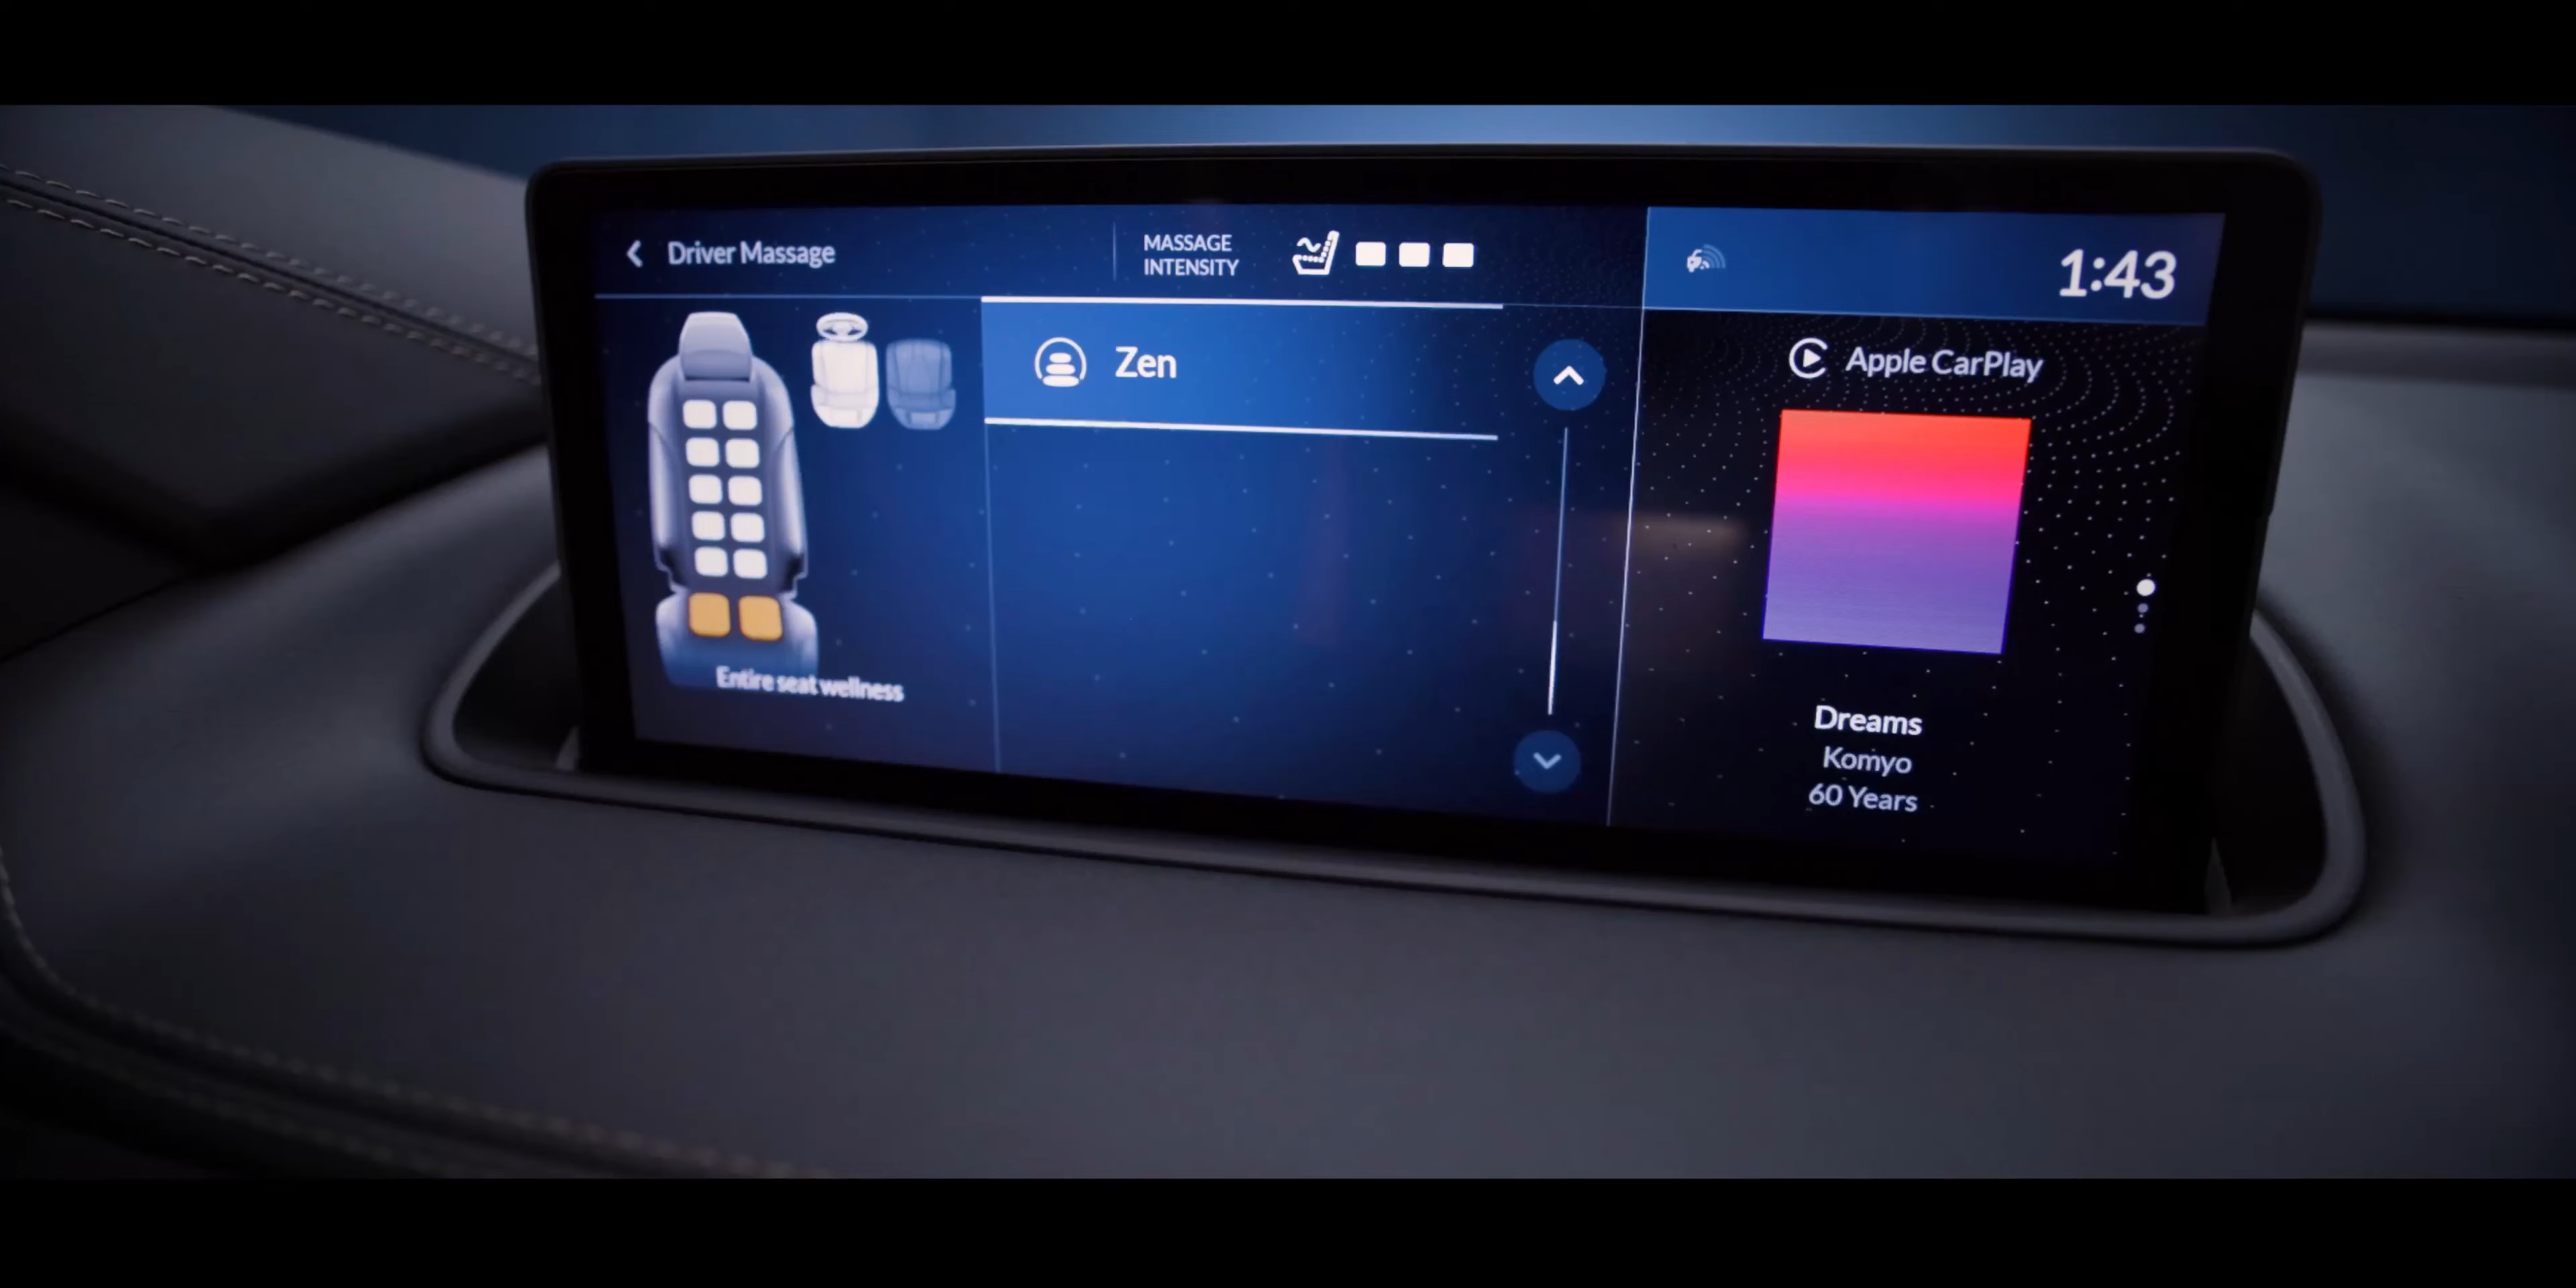 Driver Massage
MASSAGE
INTENSITY
1:43
Zen
Entire seat wellness
Apple CarPlay
Dreams
Komyo
60 Years